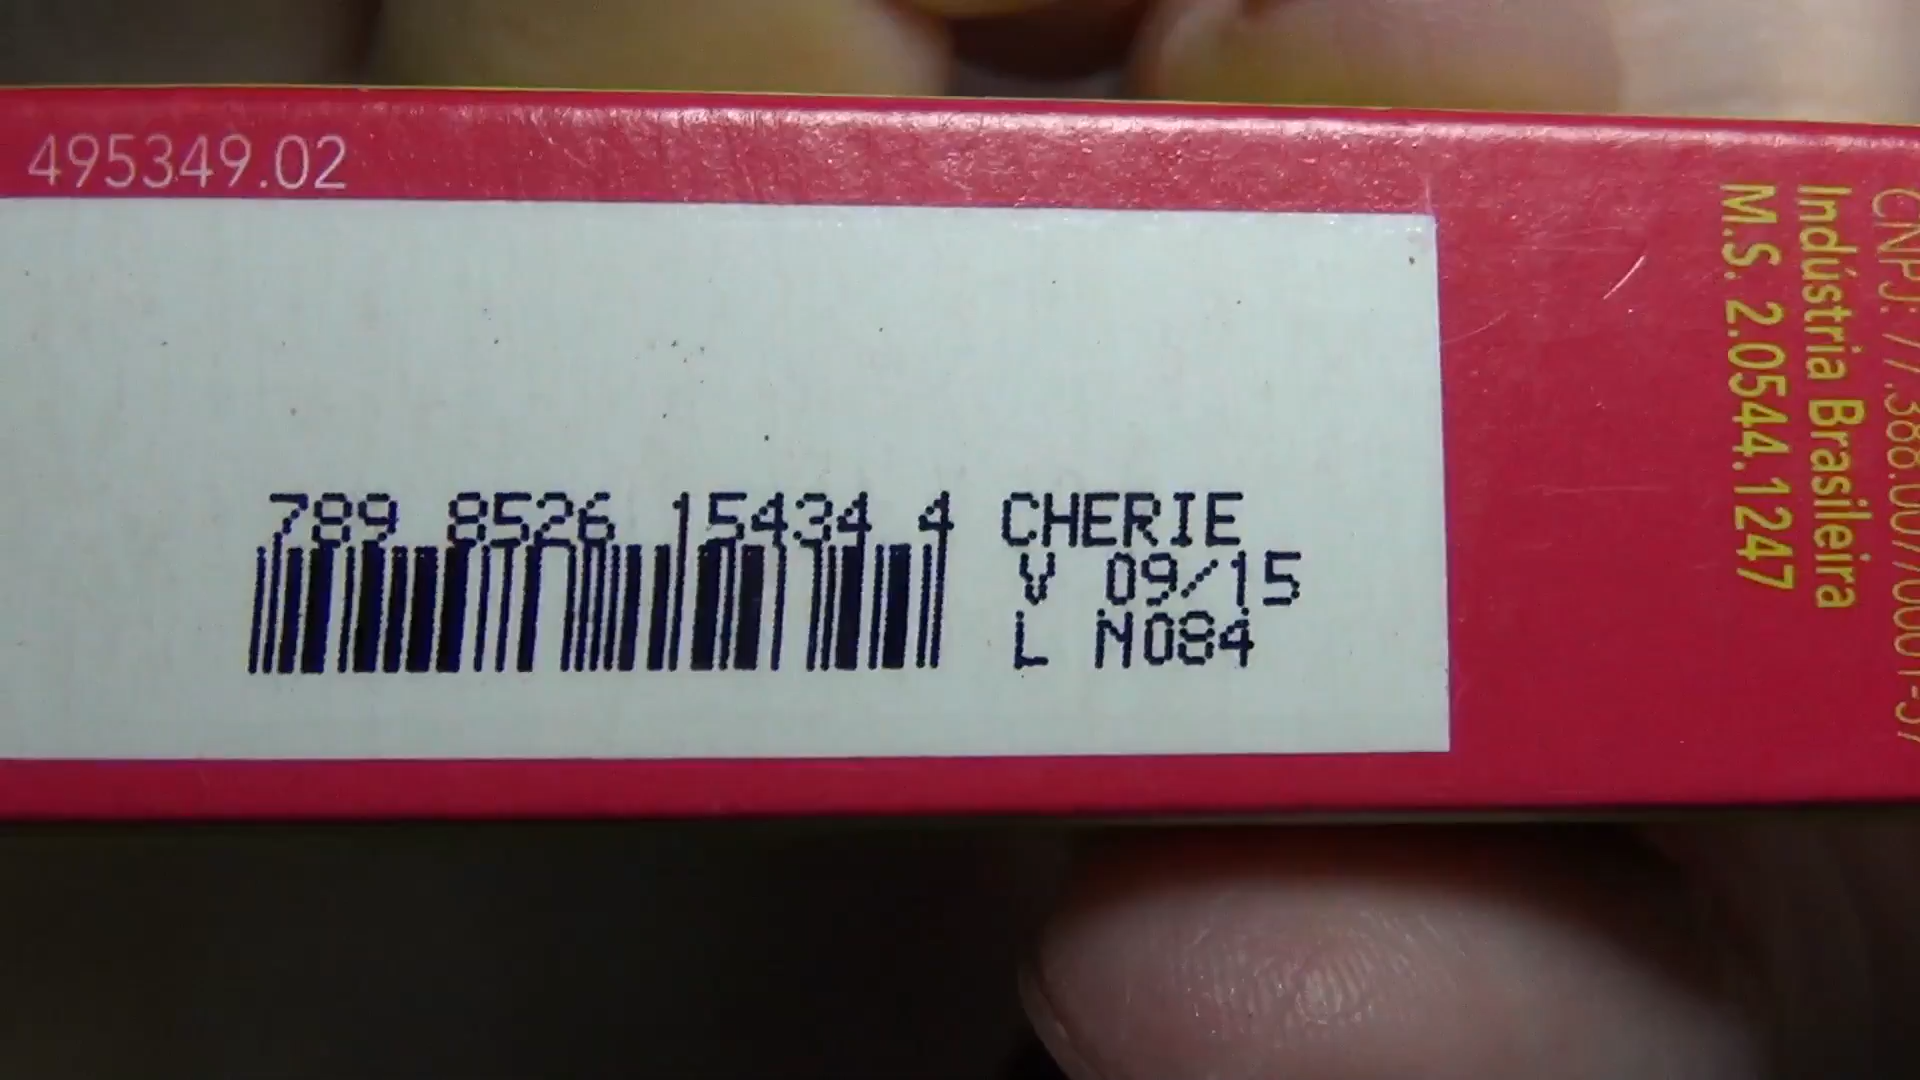 495349.02
789 8526 15434 4 CHERIE
V 09/15
L N084
CNPJ: 77.388.007/0001-57
Indústria Brasileira
M.S. 2.0544.1247